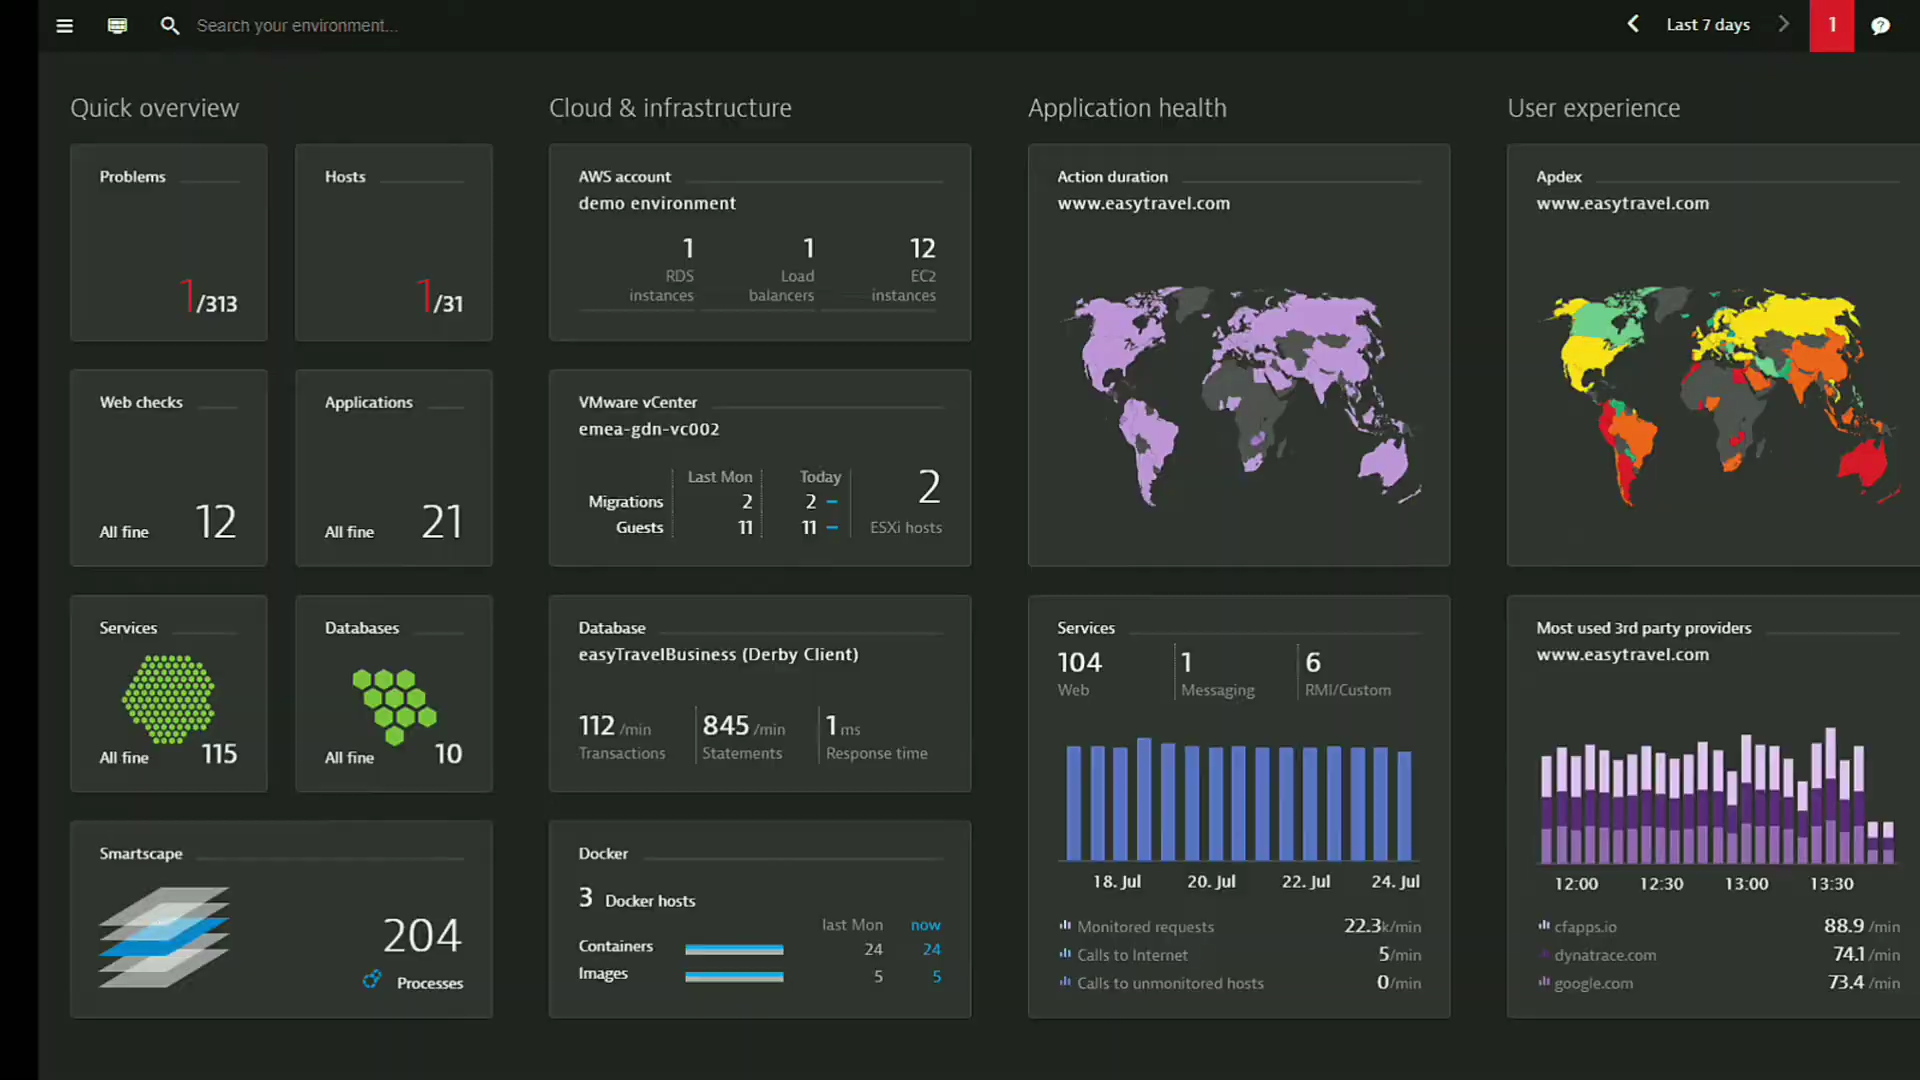 Search your environment...
Last 7 days
1
?
Quick overview
Cloud & infrastructure
Application health
User experience
Problems
1/313
Hosts
1/31
AWS account
demo environment
1
RDS
instances
1
Load
balancers
12
EC2
instances
Action duration
www.easytravel.com
Apdex
www.easytravel.com
Web checks
All fine
12
Applications
All fine
21
VMware vCenter
emea-gdn-vc002
Last Mon Today
Migrations 2 2
Guests 11 11
2
ESXi hosts
Services
All fine 115
Databases
All fine 10
Database
easyTravelBusiness (Derby Client)
112 /min
Transactions
845 /min
Statements
1 ms
Response time
Services
104
Web
1
Messaging
6
RMI/Custom
18. Jul 20. Jul 22. Jul 24. Jul
Monitored requests 22.3k/min
Calls to Internet 5/min
Calls to unmonitored hosts 0/min
Most used 3rd party providers
www.easytravel.com
12:00 12:30 13:00 13:30
cfapps.io 88.9 /min
dynatrace.com 74.1 /min
google.com 73.4 /min
Smartscape
204
Processes
Docker
3 Docker hosts
last Mon now
Containers 24 24
Images 5 5